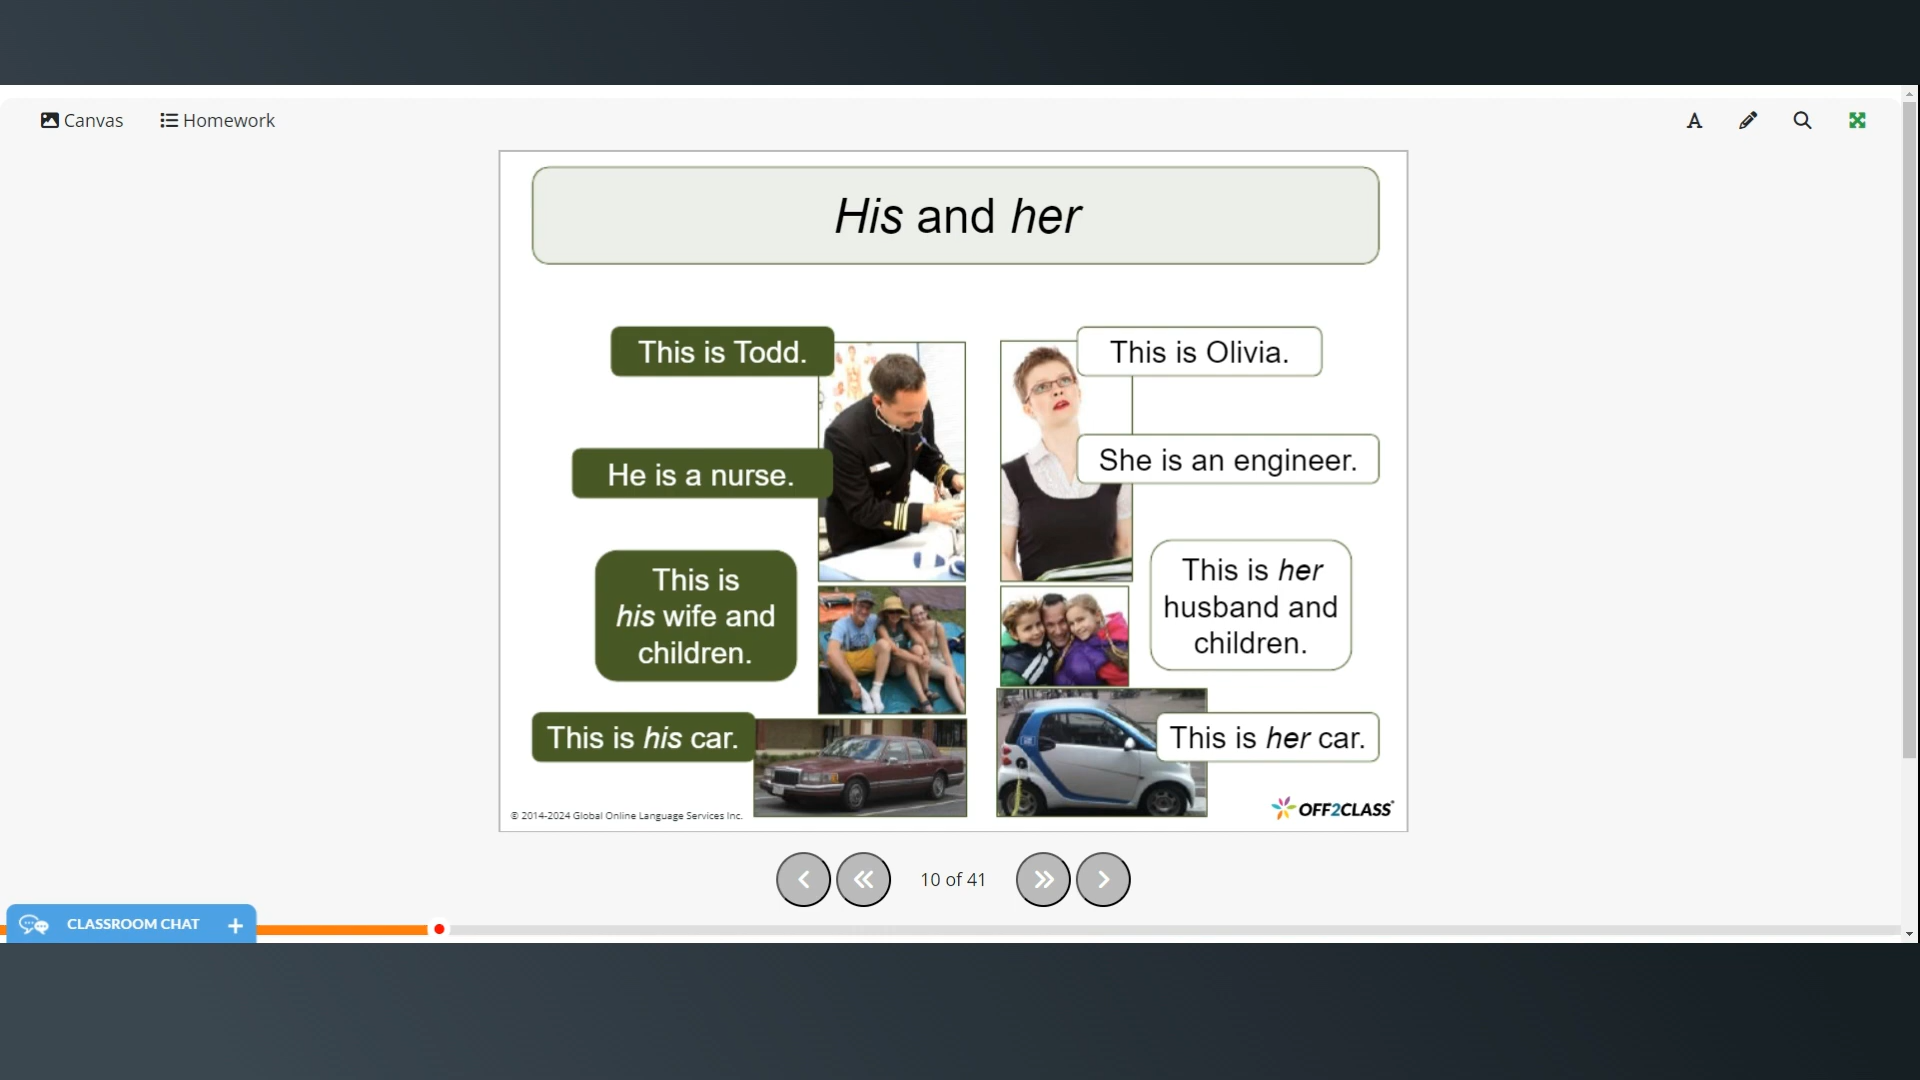 Canvas
Homework
His and her
This is Todd.
This is Olivia.
He is a nurse.
She is an engineer.
This is
his wife and
children.
This is her
husband and
children.
This is his car.
This is her car.
© 2014-2024 Global Online Language Services Inc.
OFF2CLASS
10 of 41
CLASSROOM CHAT